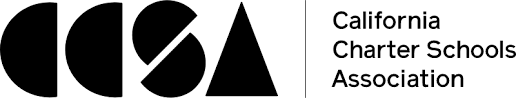 CCSA
California
Charter Schools
Association